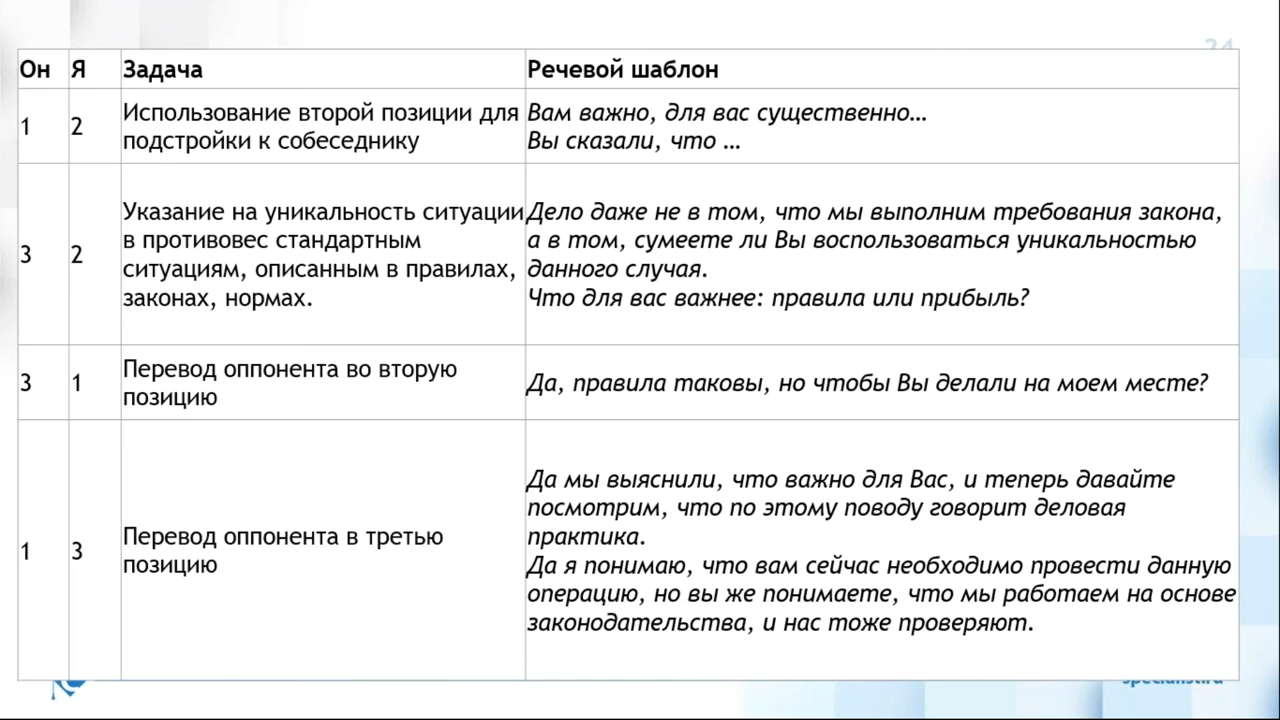 24
Он Я Задача Речевой шаблон
1 2 Использование второй позиции для подстройки к собеседнику
Вам важно, для вас существенно…
Вы сказали, что …
3 2 Указание на уникальность ситуации
в противовес стандартным
ситуациям, описанным в правилах,
законах, нормах.
Дело даже не в том, что мы выполним требования закона,
а в том, сумеете ли Вы воспользоваться уникальностью
данного случая.
Что для вас важнее: правила или прибыль?
3 1 Перевод оппонента во вторую
позицию
Да, правила таковы, но чтобы Вы делали на моем месте?
1 3 Перевод оппонента в третью
позицию
Да мы выяснили, что важно для Вас, и теперь давайте
посмотрим, что по этому поводу говорит деловая
практика.
Да я понимаю, что вам сейчас необходимо провести данную
операцию, но вы же понимаете, что мы работаем на основе
законодательства, и нас тоже проверяют.